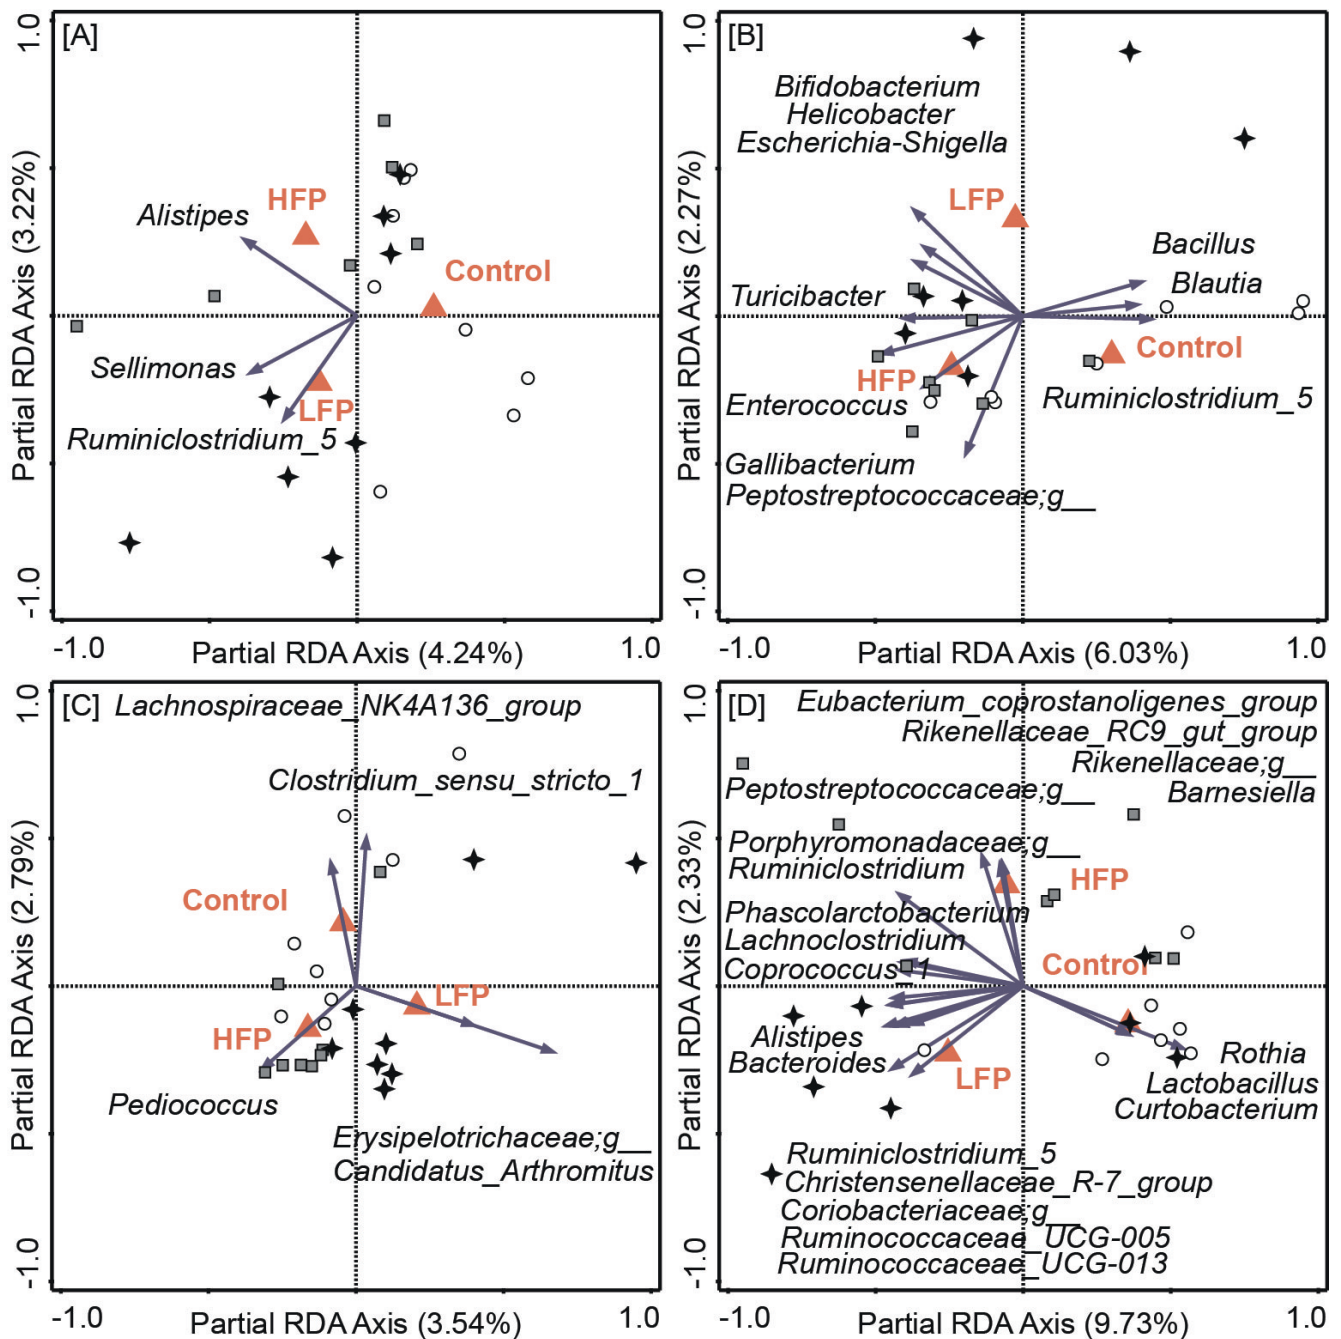 [A]
1.0
Partial RDA Axis (3.22%)
-1.0
HFP
Alistipes
Control
Sellimonas
LFP
Ruminiclostridium_5
-1.0
Partial RDA Axis (4.24%)
1.0
[B]
1.0
Partial RDA Axis (2.27%)
-1.0
Bifidobacterium
Helicobacter
Escherichia-Shigella
LFP
Bacillus
Blautia
Turicibacter
Control
HFP
Enterococcus
Ruminiclostridium_5
Gallibacterium
Peptostreptococcaceae;g__
-1.0
Partial RDA Axis (6.03%)
1.0
[C]
1.0
Partial RDA Axis (2.79%)
-1.0
Lachnospiraceae_NK4A136_group
Clostridium_sensu_stricto_1
Control
LFP
HFP
Pediococcus
Erysipelotrichaceae;g__
Candidatus_Arthromitus
-1.0
Partial RDA Axis (3.54%)
1.0
[D]
1.0
Partial RDA Axis (2.33%)
-1.0
Eubacterium_coprostanoligenes_group
Rikenellaceae_RC9_gut_group
Rikenellaceae;g__
Peptostreptococcaceae;g__
Barnesiella
Porphyromonadaceae;g__
Ruminiclostridium
HFP
Phascolarctobacterium
Lachnoclostridium
Coprococcus_1
Control
Alistipes
Bacteroides
LFP
Rothia
Lactobacillus
Curtobacterium
Ruminiclostridium_5
Christensenellaceae_R-7_group
Coriobacteriaceae;g__
Ruminococcaceae_UCG-005
Ruminococcaceae_UCG-013
-1.0
Partial RDA Axis (9.73%)
1.0